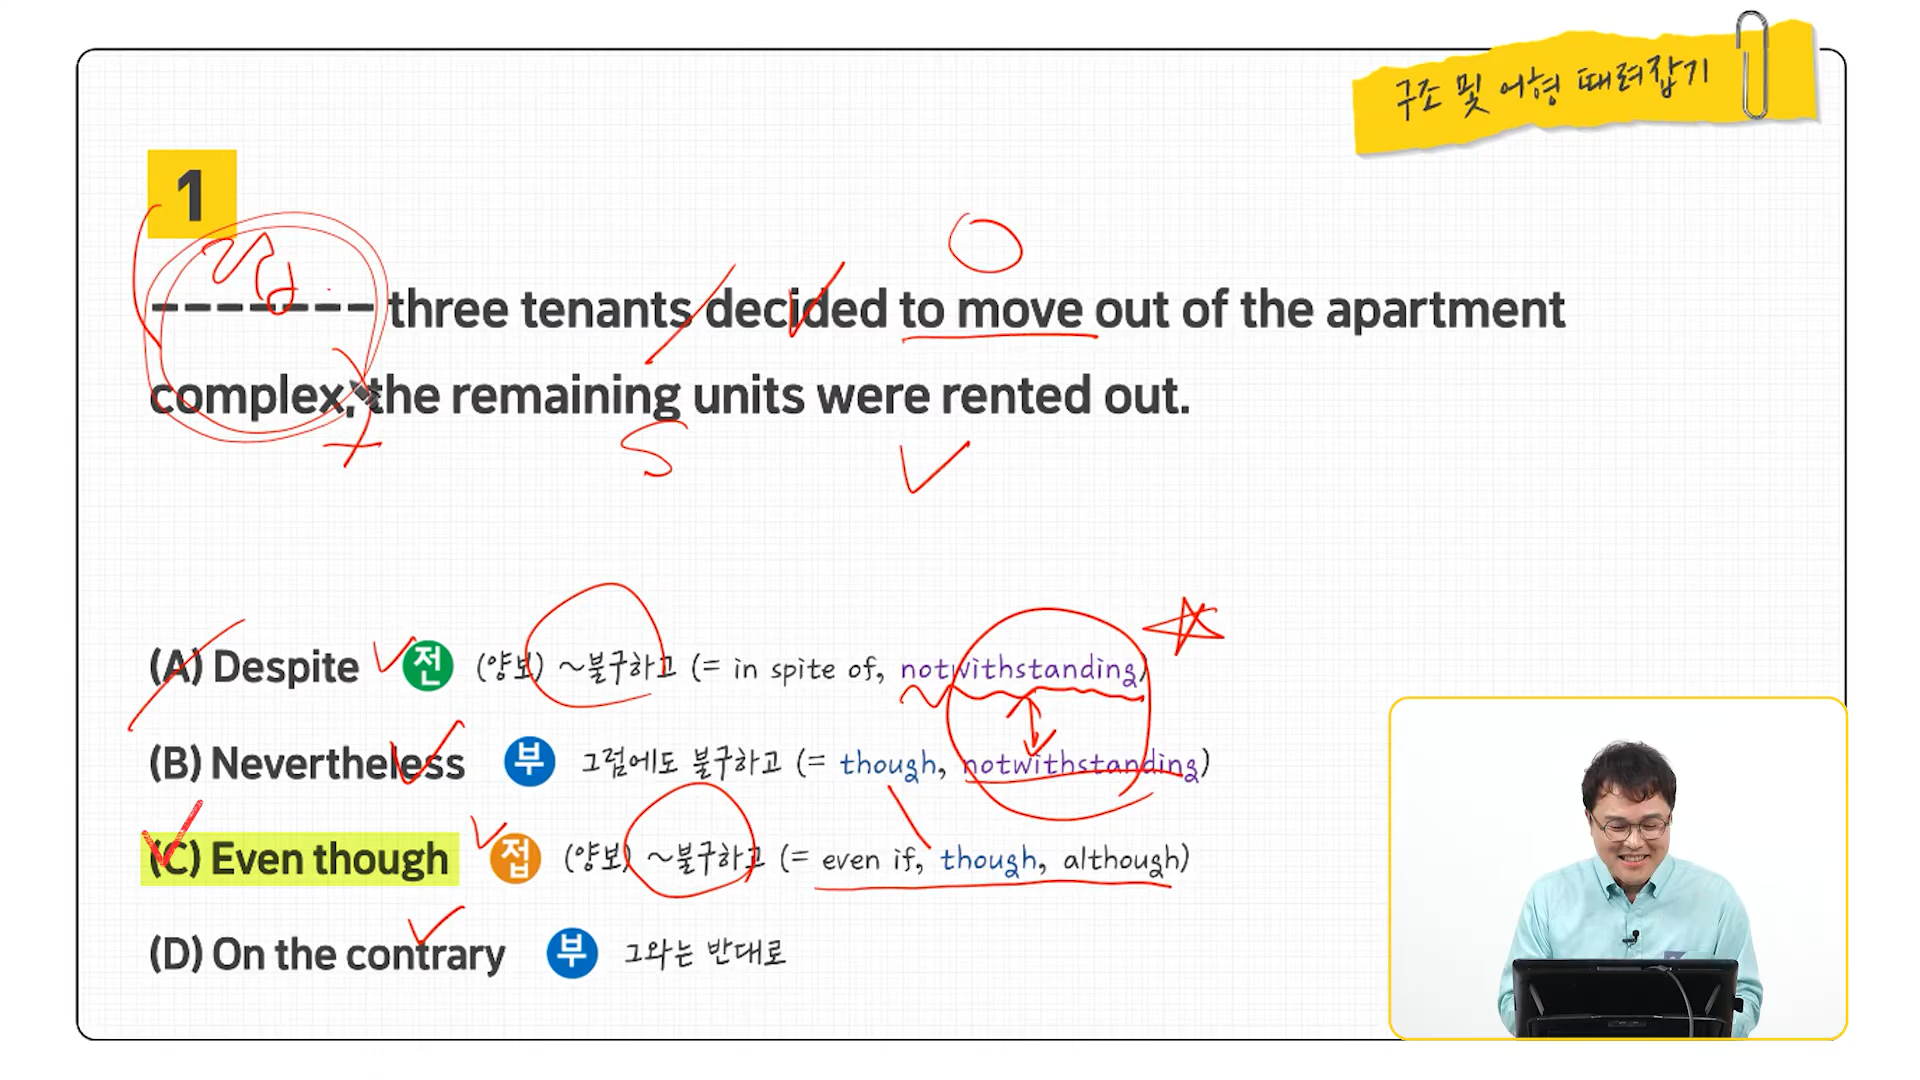 구조 및 어형 때려잡기
1
------- three tenants decided to move out of the apartment
complex, the remaining units were rented out.
접
S
(A) Despite 전 (양보) ~불구하고 (= in spite of, notwithstanding)
(B) Nevertheless 부 그럼에도 불구하고 (= though, notwithstanding)
(C) Even though 접 (양보) ~불구하고 (= even if, though, although)
(D) On the contrary 부 그와는 반대로